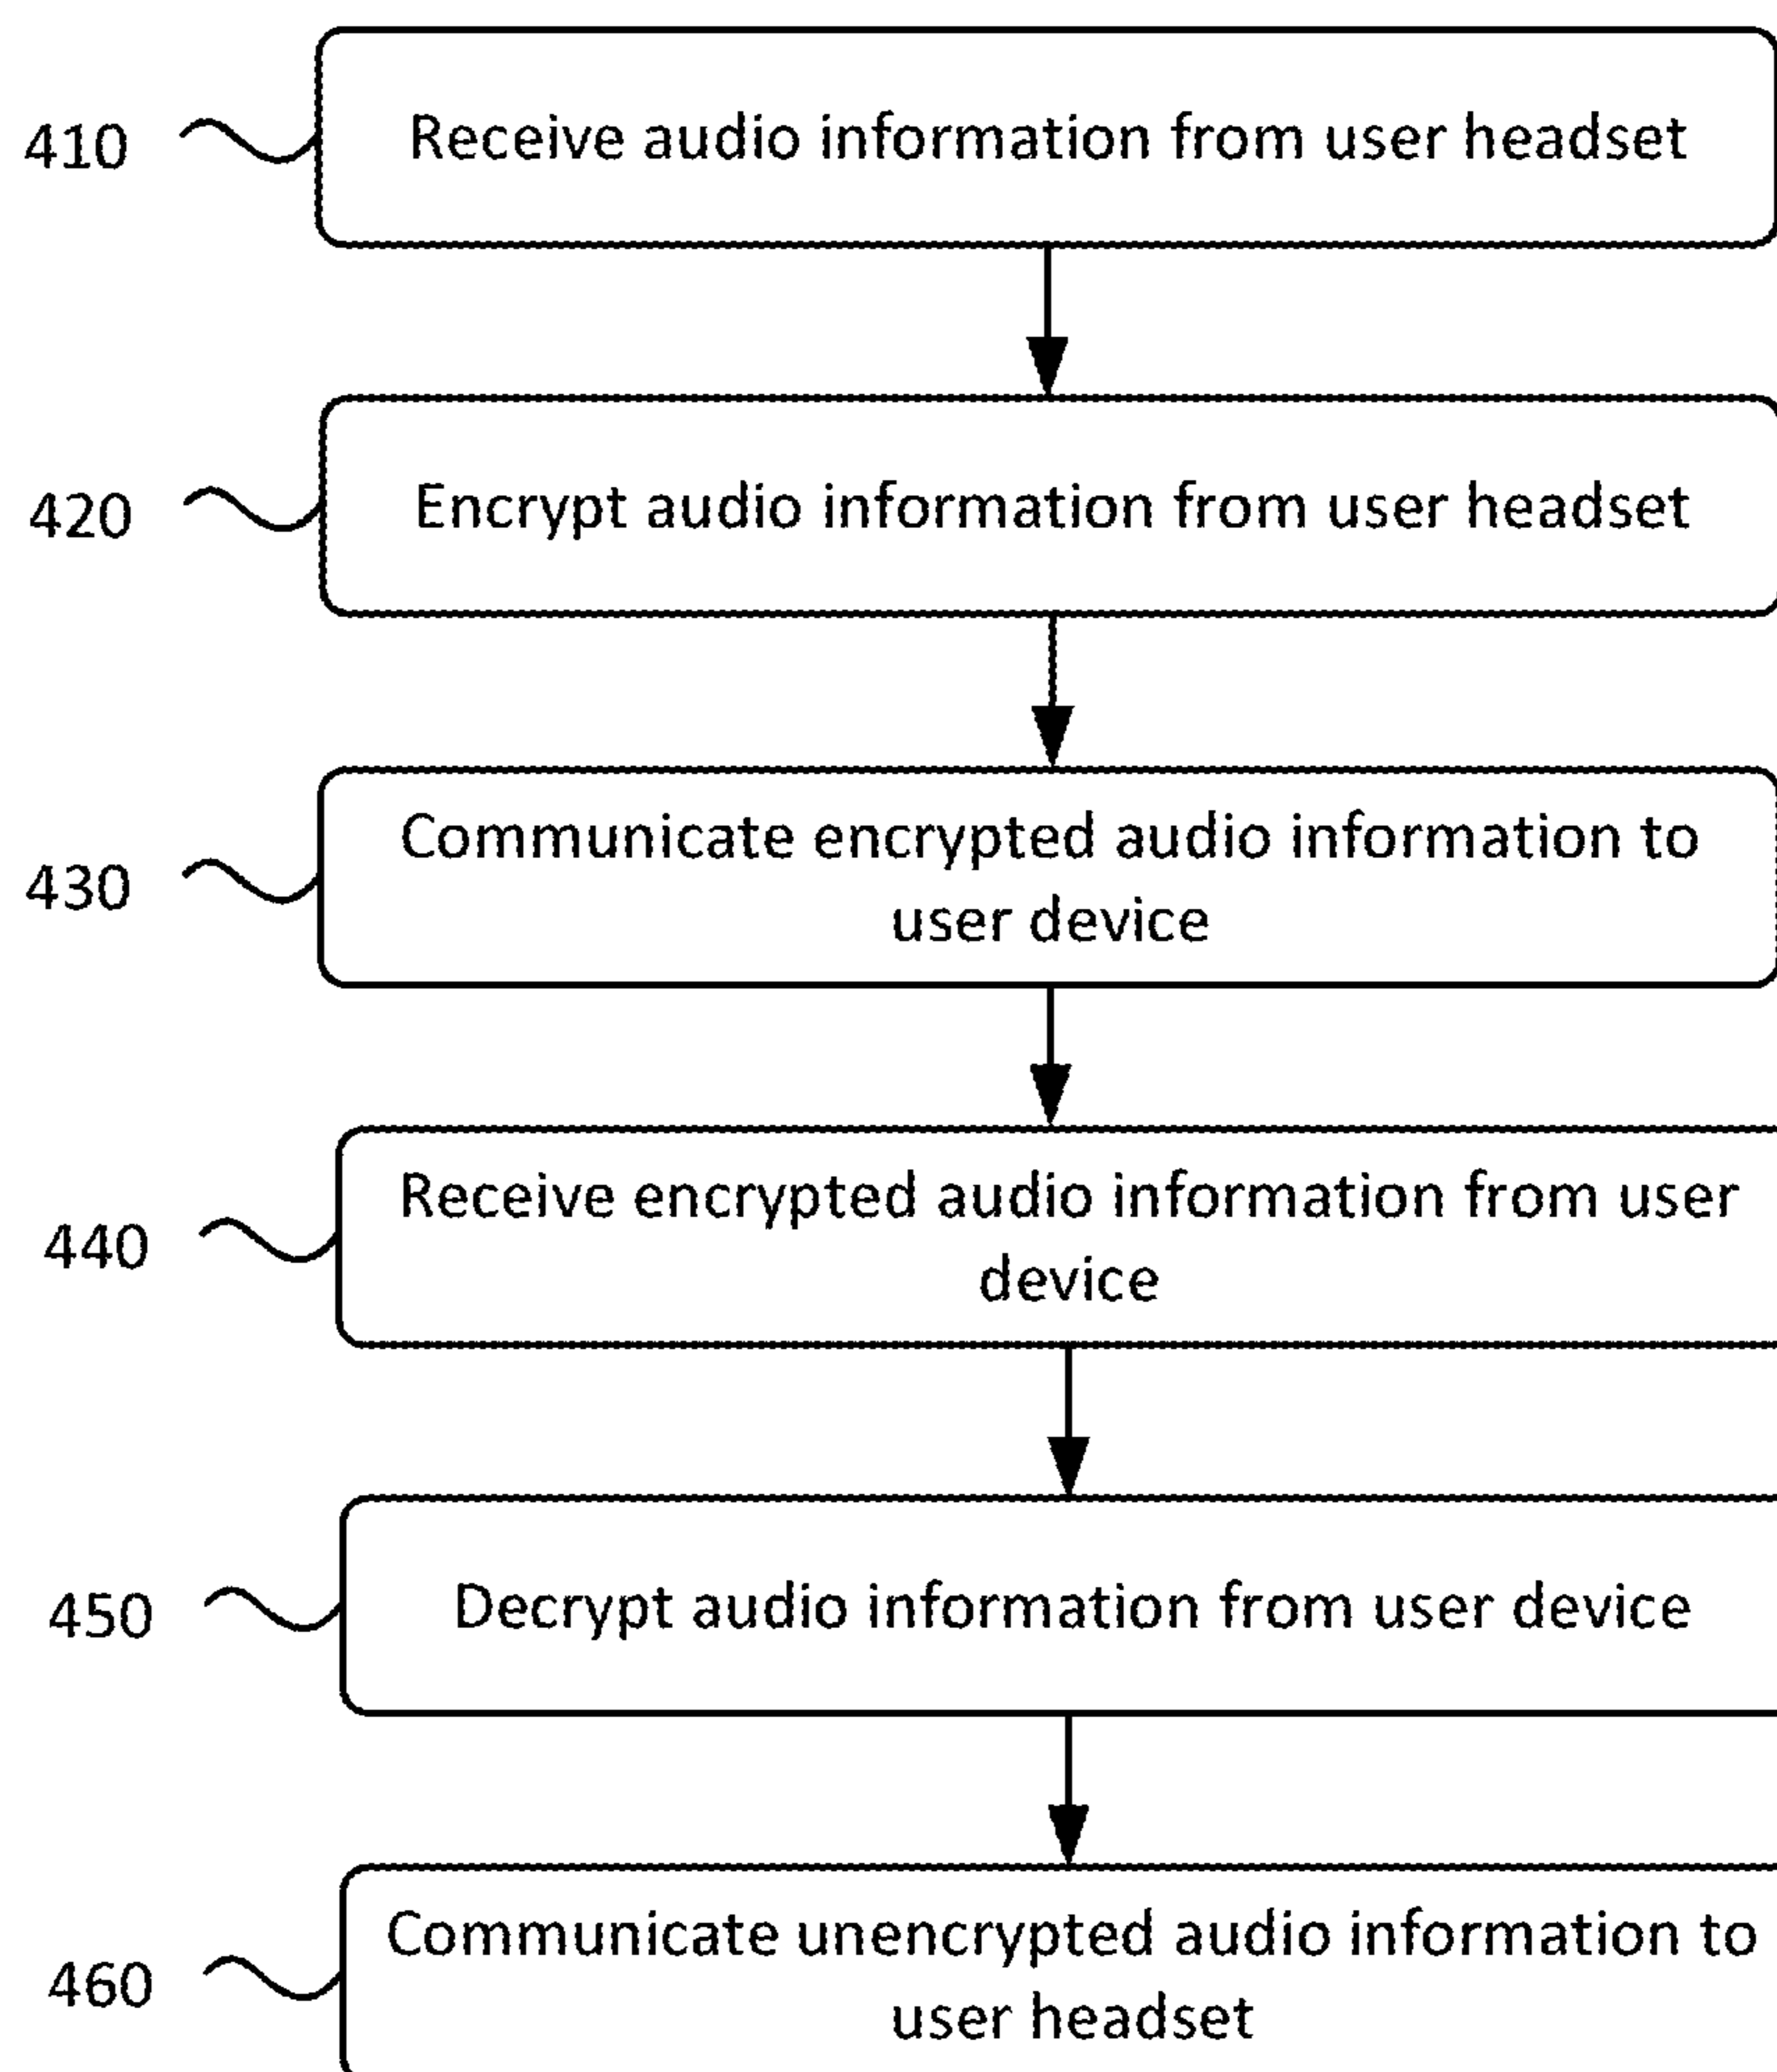 410
Receive audio information from user headset
420
Encrypt audio information from user headset
430
Communicate encrypted audio information to
user device
440
Receive encrypted audio information from user
device
450
Decrypt audio information from user device
460
Communicate unencrypted audio information to
user headset